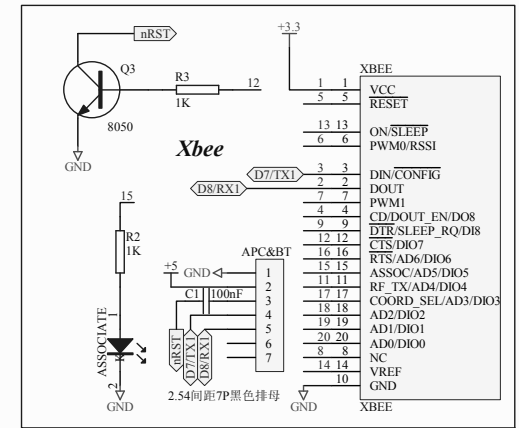 nRST
Q3
8050
GND
R3
1K
12
Xbee
+3.3
XBEE
1 1 VCC
5 5 RESET
13 13 ON/SLEEP
6 6 PWM0/RSSI
D7/TX1 3 3 DIN/CONFIG
D8/RX1 2 2 DOUT
7 7 PWM1
4 4 CD/DOUT_EN/DO8
9 9 DTR/SLEEP_RQ/DI8
12 12 CTS/DIO7
16 16 RTS/AD6/DIO6
15 15 ASSOC/AD5/DIO5
11 11 RF_TX/AD4/DIO4
17 17 COORD_SEL/AD3/DIO3
18 18 AD2/DIO2
19 19 AD1/DIO1
20 20 AD0/DIO0
8 8 NC
14 14 VREF
10 GND
GND
XBEE
15
R2
1K
1
ASSOCIATE
K
2
GND
APC&BT
+5
GND
C1 100nF
1
2
3
4
5
6
7
nRST
D7/TX1
D8/RX1
2.54间距7P黑色排母